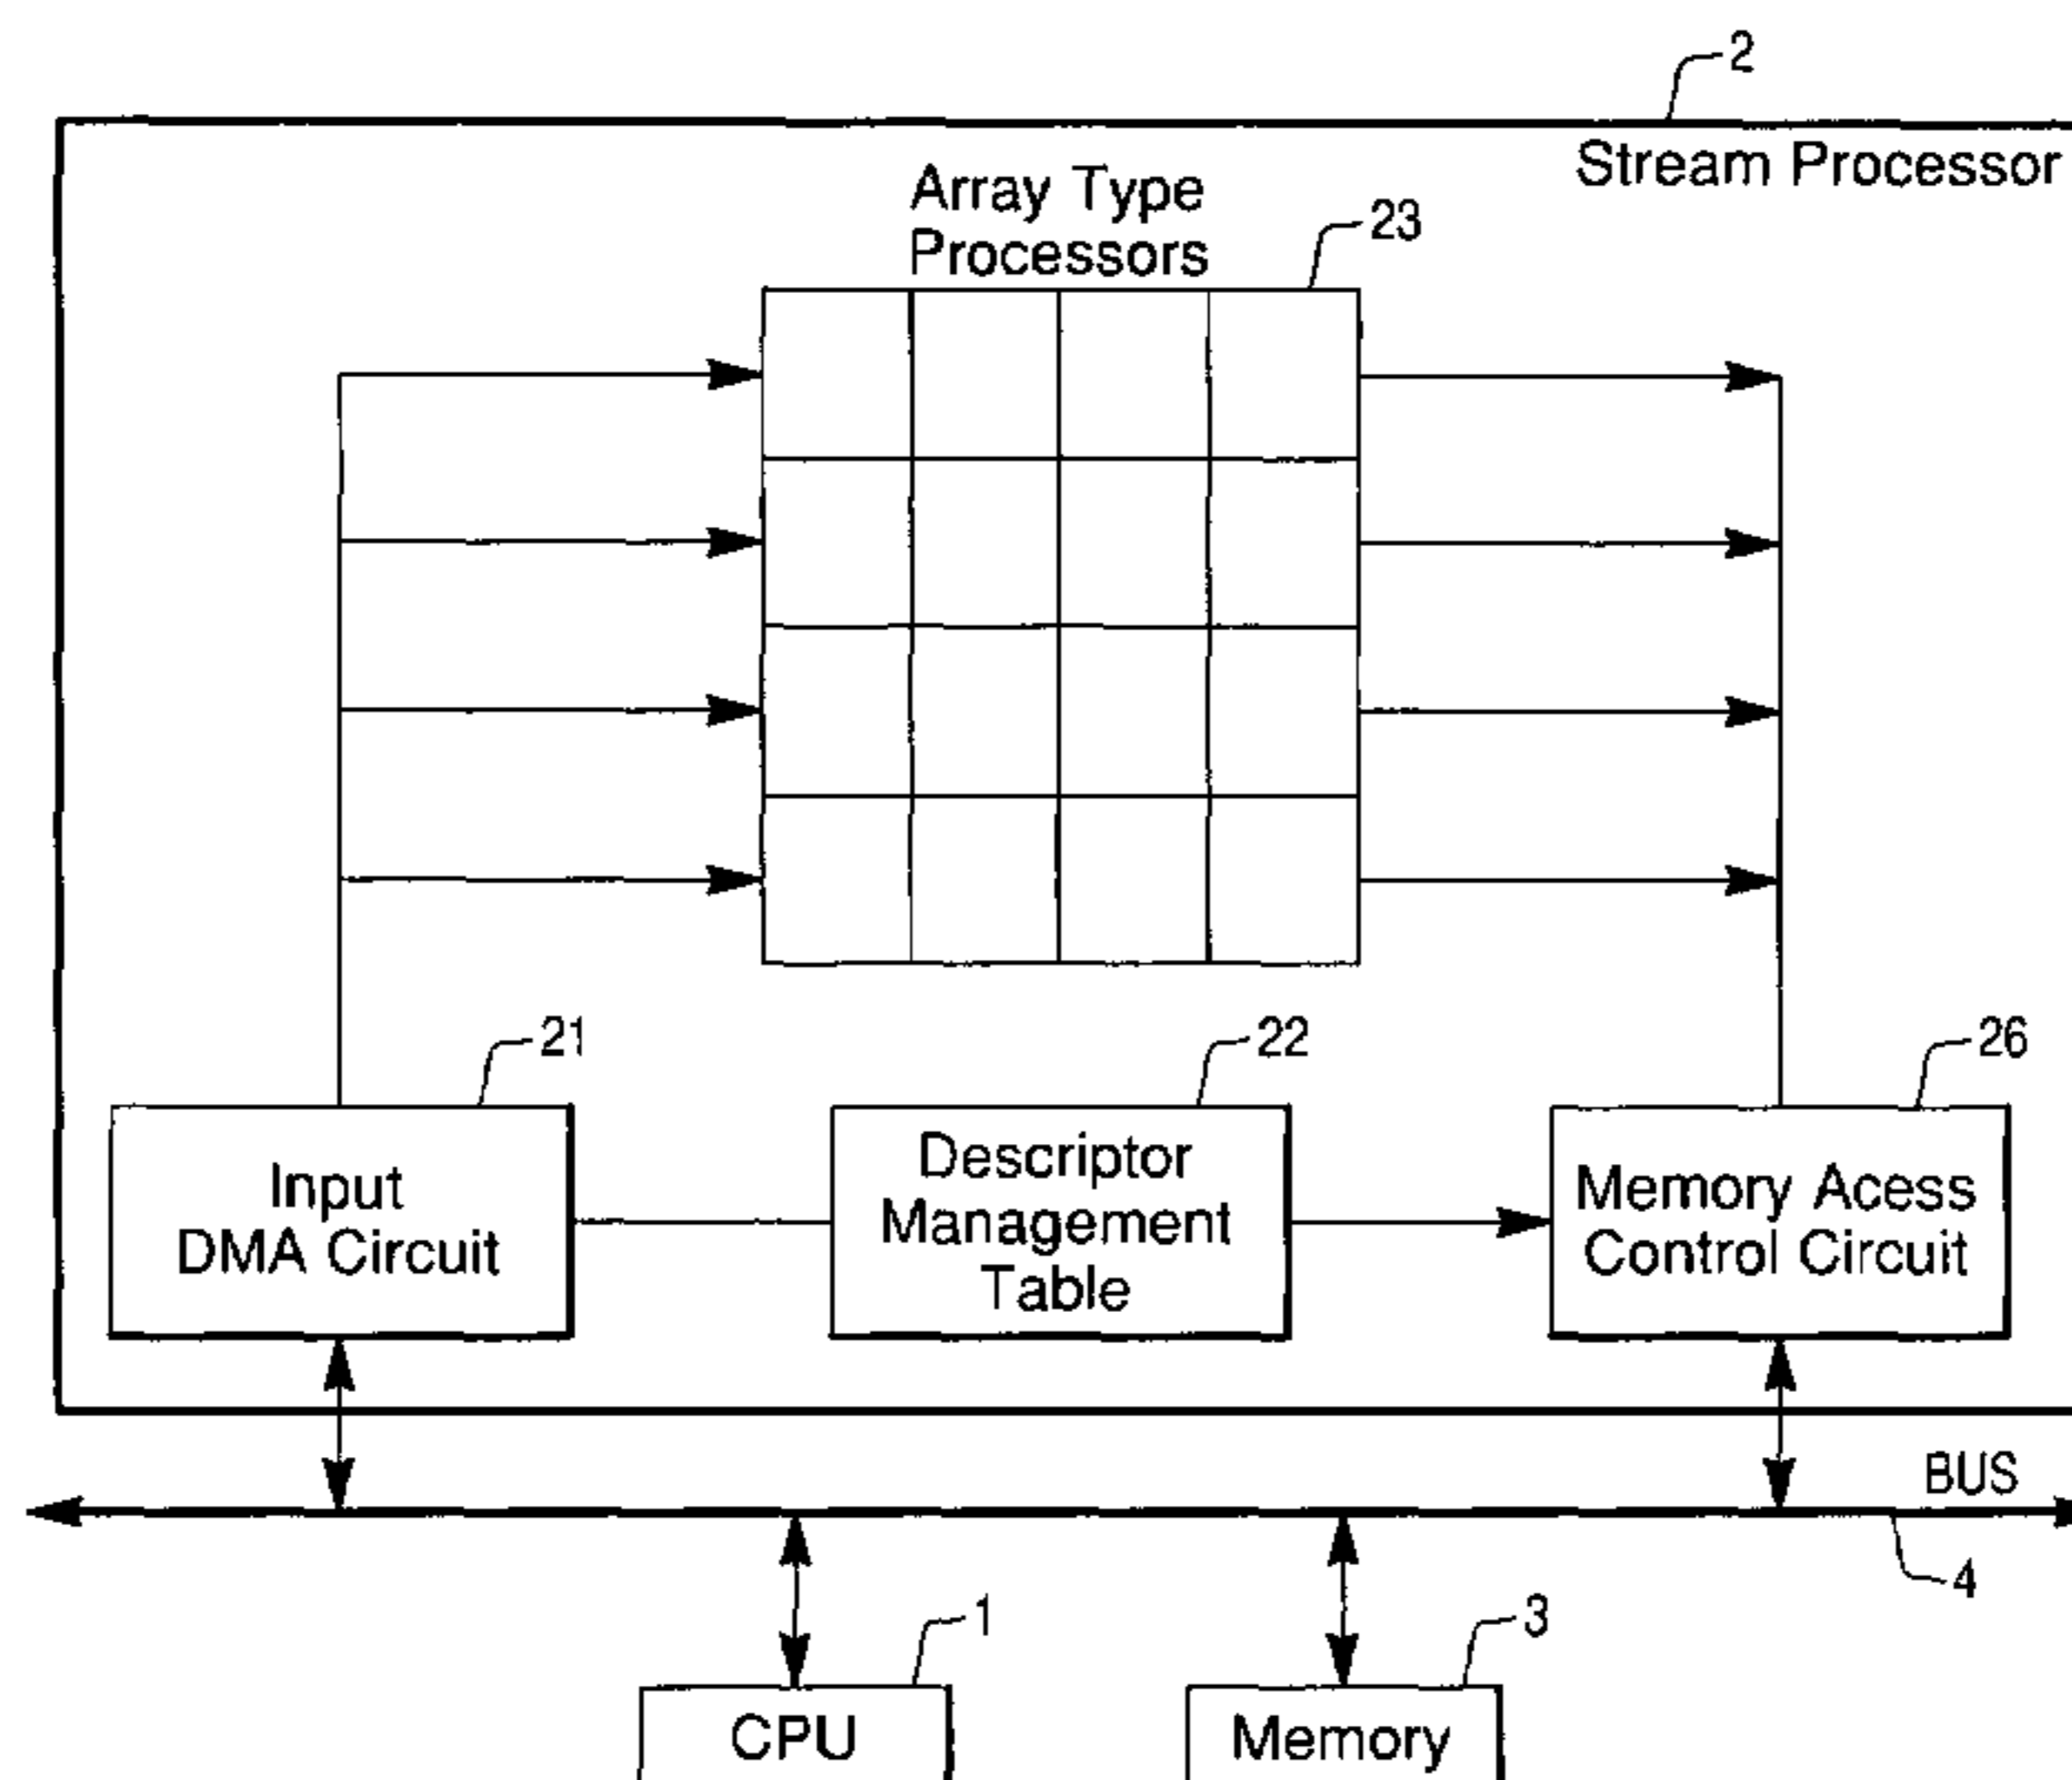 2
Stream Processor
Array Type
Processors
23
21
22
26
Input
DMA Circuit
Descriptor
Management
Table
Memory Acess
Control Circuit
BUS
4
1
3
CPU
Memory